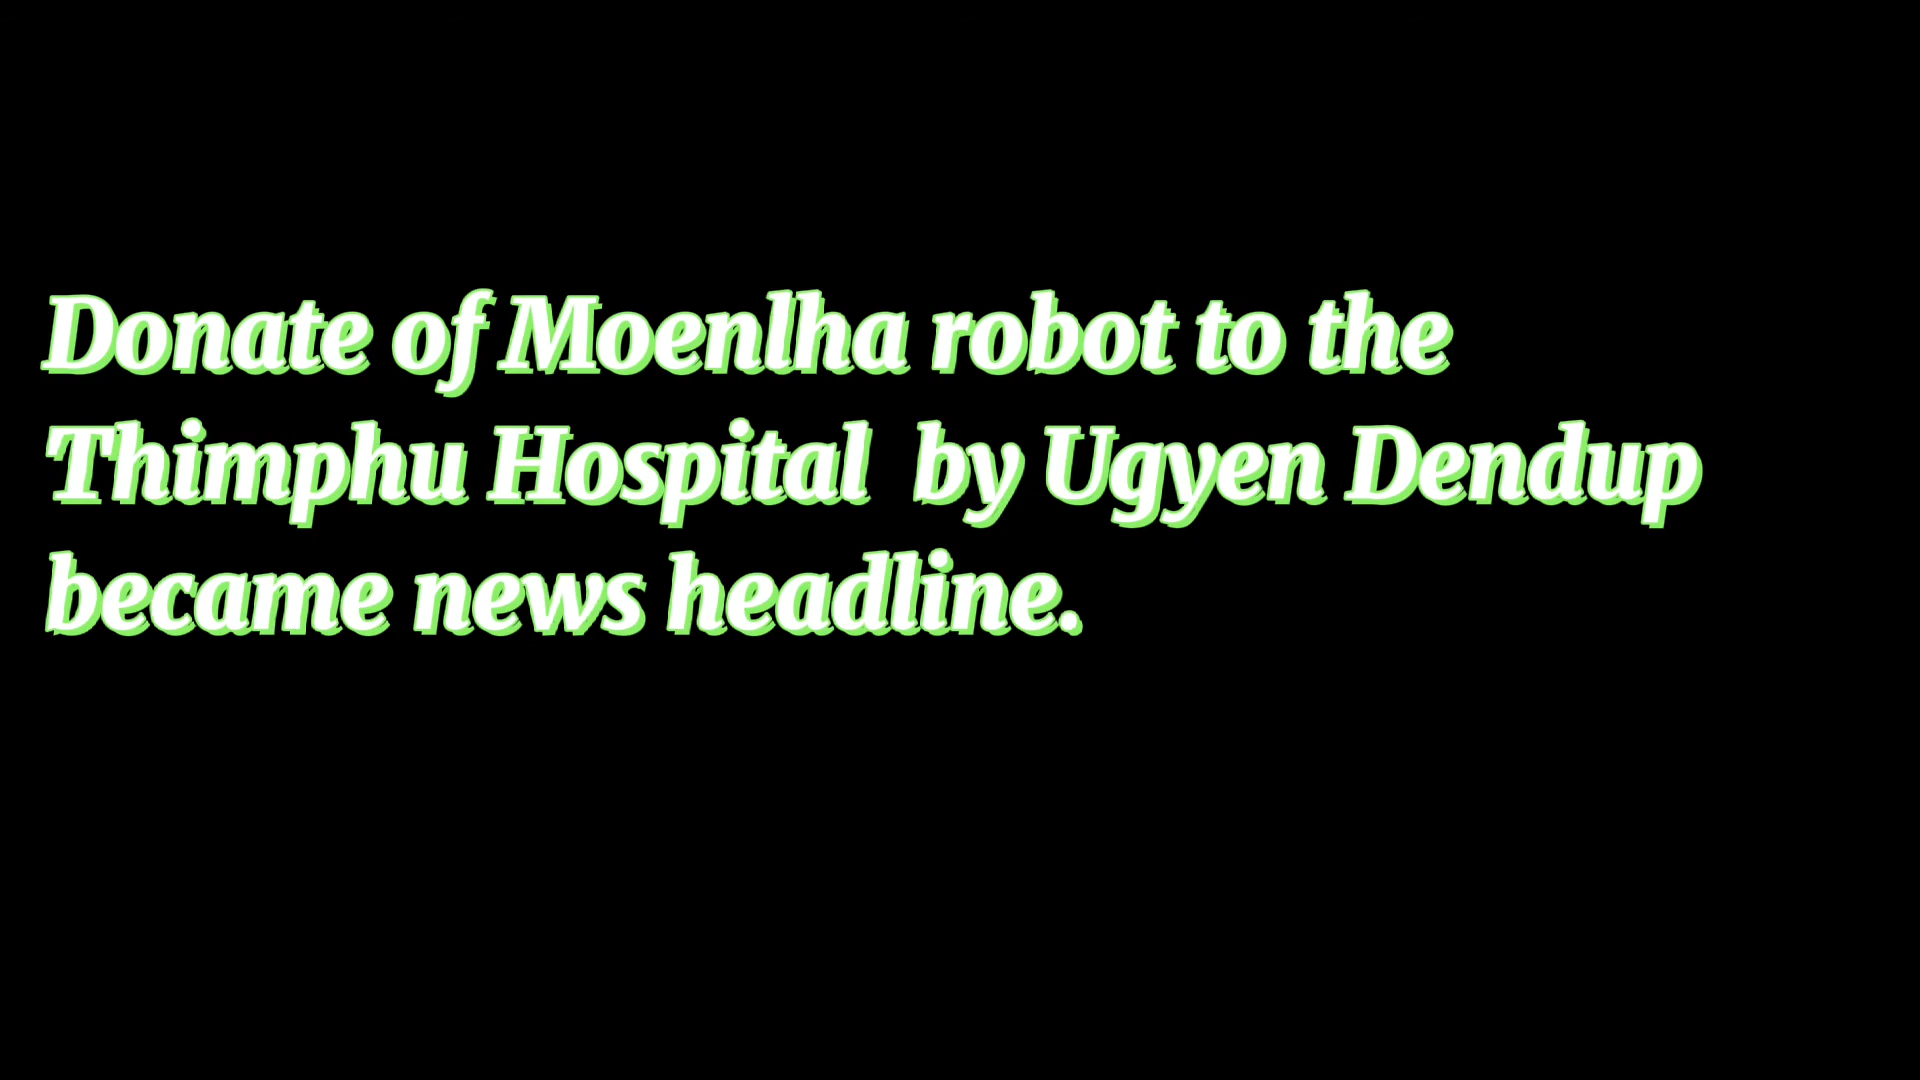 Donate of Moenlha robot to the
Thimphu Hospital  by Ugyen Dendup
became news headline.